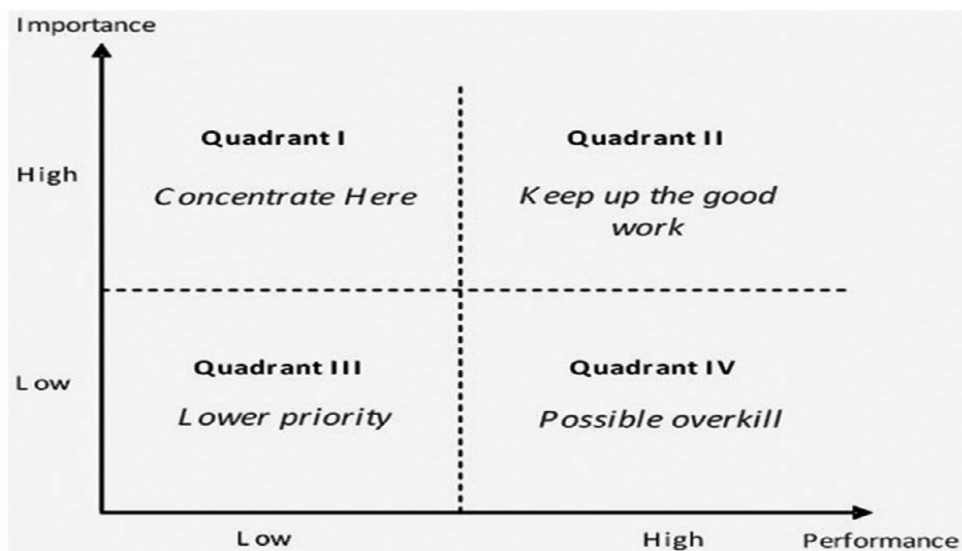 Importance
Quadrant I
Quadrant II
High
Concentrate Here
Keep up the good
work
Quadrant III
Quadrant IV
Low
Lower priority
Possible overkill
Low
High
Performance